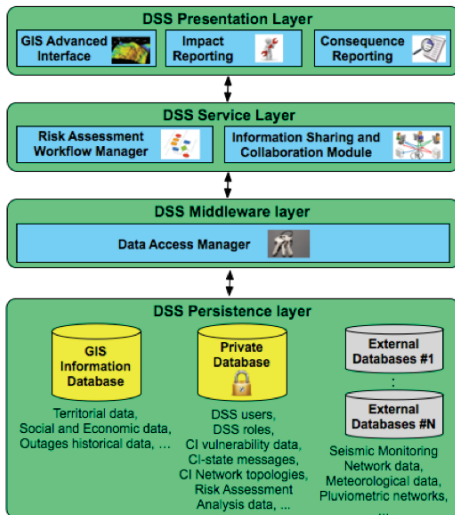 DSS Presentation Layer
GIS Advanced
Interface
Impact
Reporting
Consequence
Reporting
DSS Service Layer
Risk Assessment
Workflow Manager
Information Sharing and
Collaboration Module
DSS Middleware layer
Data Access Manager
DSS Persistence layer
GIS
Information
Database
Territorial data,
Social and Economic data,
Outages historical data, ...
Private
Database
DSS users,
DSS roles,
CI vulnerability data,
CI-state messages,
CI Network topologies,
Risk Assessment
Analysis data, ...
External
Databases #1
:
External
Databases #N
Seismic Monitoring
Network data,
Meteorological data,
Pluviometric networks,
...